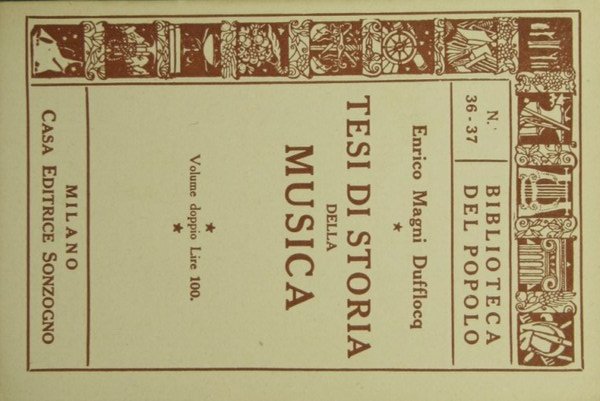 N.
36 - 37
BIBLIOTECA
DEL POPOLO
Enrico Magni Dufflocq
TESI DI STORIA
DELLA
MUSICA
Volume doppio Lire 100.
MILANO
CASA EDITRICE SONZOGNO